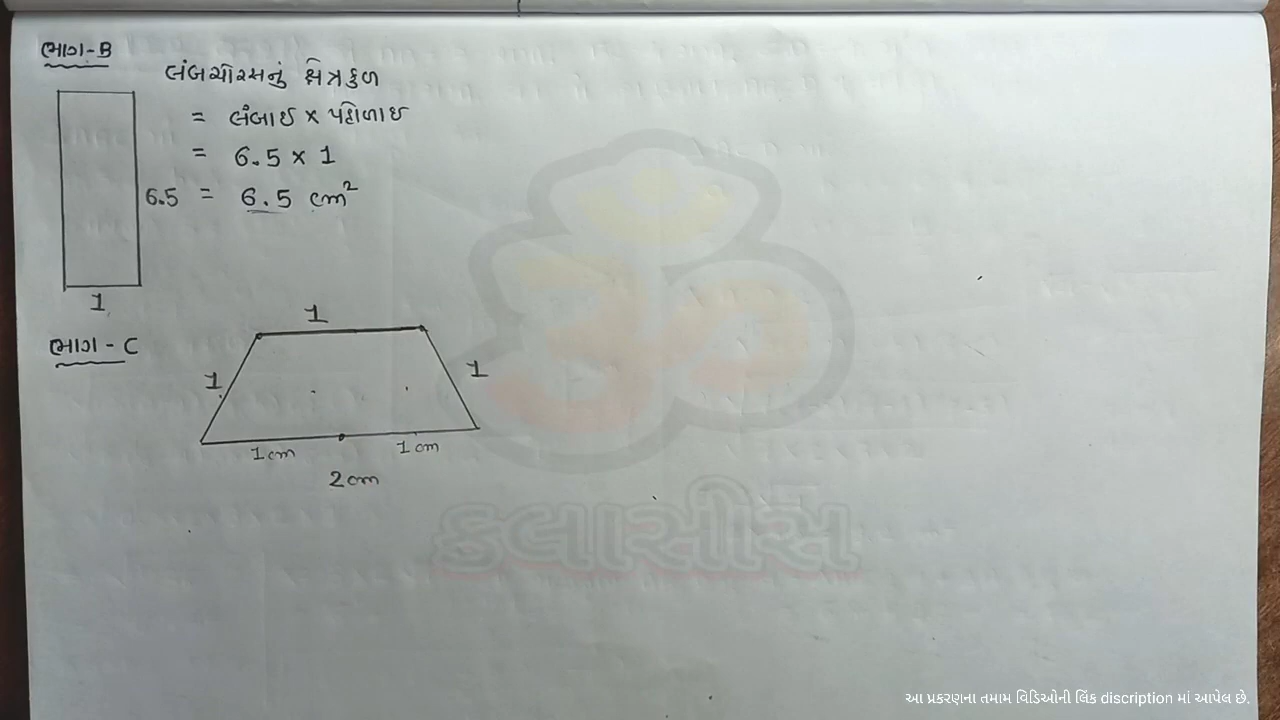 ભાગ-B
લંબચોરસનું ક્ષેત્રફળ
= લંબાઈ × પહોળાઈ
= 6.5 × 1
6.5 = 6.5 cm²
1
ભાગ - C
1
1 1
1cm 1cm
2cm
ૐ
ક્લાસીસ
આ પ્રકરણના તમામ વિડિઓની લિંક discription માં આપેલ છે.